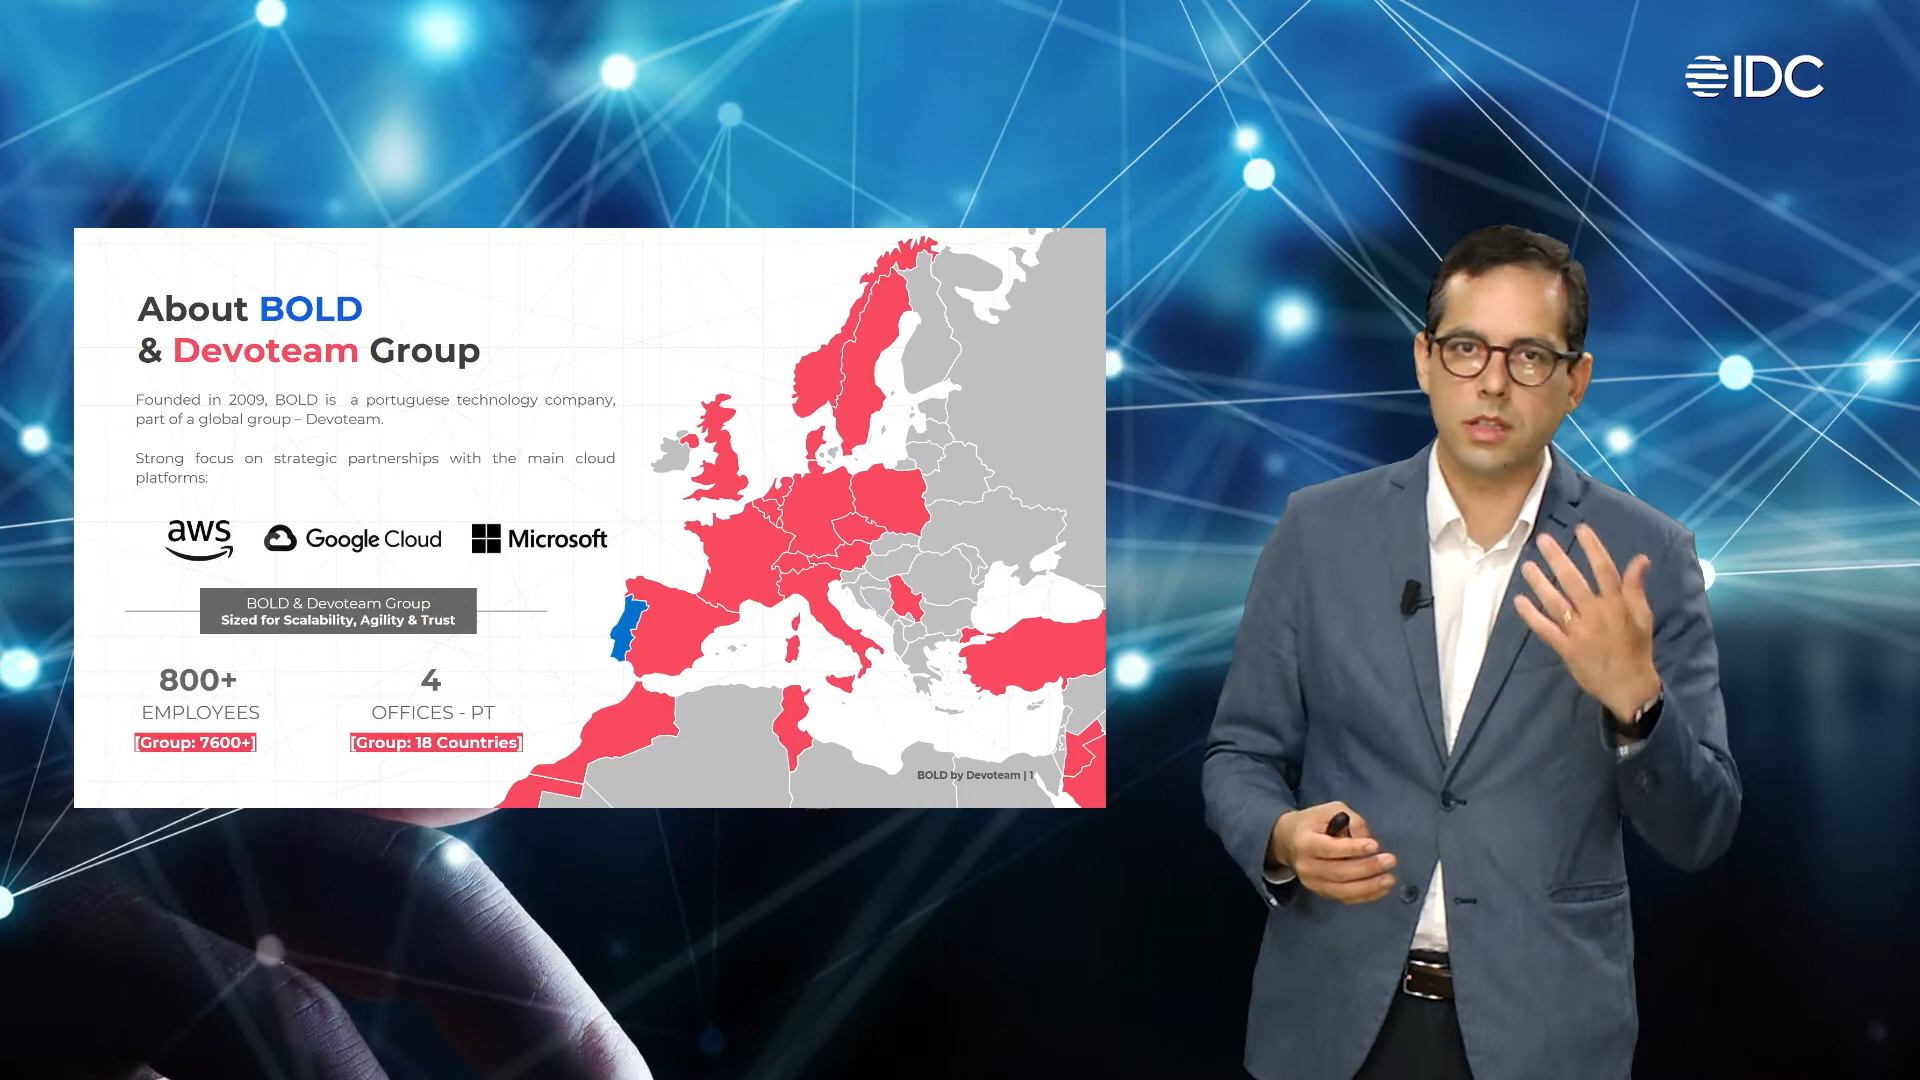 IDC
About BOLD
& Devoteam Group
Founded in 2009, BOLD is a portuguese technology company,
part of a global group – Devoteam.
Strong focus on strategic partnerships with the main cloud
platforms:
aws
Google Cloud
Microsoft
BOLD & Devoteam Group
Sized for Scalability, Agility & Trust
800+
EMPLOYEES
[Group: 7600+]
4
OFFICES - PT
[Group: 18 Countries]
BOLD by Devoteam | 1